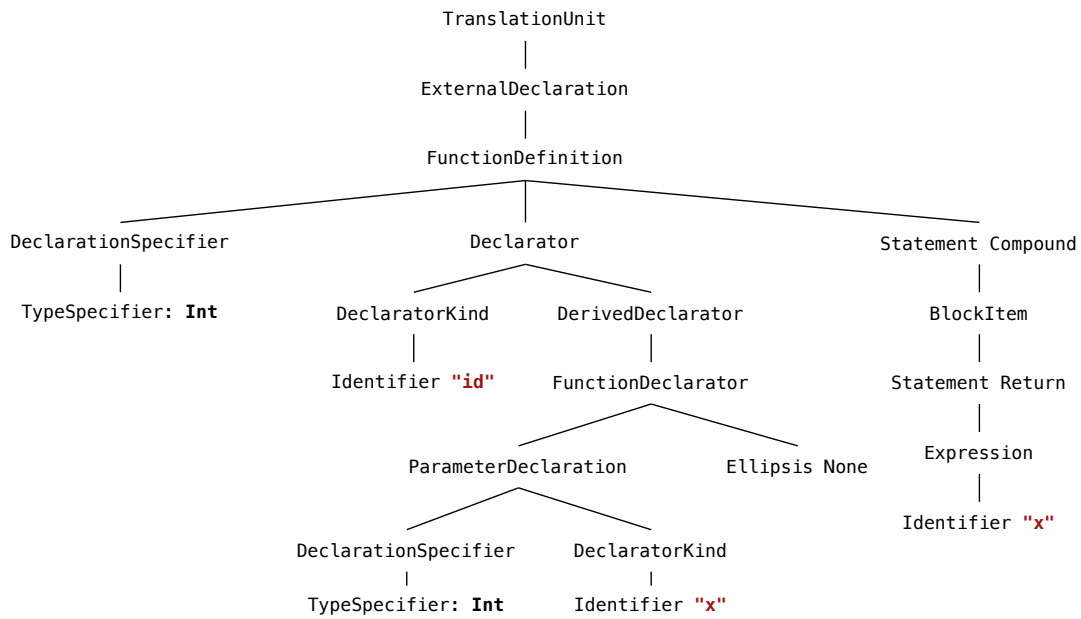 TranslationUnit
ExternalDeclaration
FunctionDefinition
DeclarationSpecifier
Declarator
Statement Compound
TypeSpecifier: Int
DeclaratorKind
DerivedDeclarator
BlockItem
Identifier "id"
FunctionDeclarator
Statement Return
ParameterDeclaration
Ellipsis None
Expression
Identifier "x"
DeclarationSpecifier
DeclaratorKind
TypeSpecifier: Int
Identifier "x"